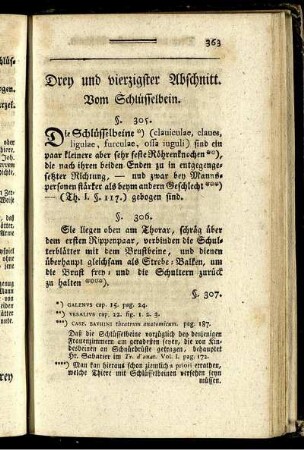 363
Drey und vierzigster Abschnitt.
Vom Schlüsselbein.
§. 305.
Die Schlüsselbeine *) (clauiculae, claues,
ligulae, furculae, ossa iuguli) sind ein
paar kleinere aber sehr feste Röhrenknochen **),
die nach ihren beiden Enden zu in entgegenge-
setzter Richtung, — und zwar bey Manns-
personen stärker als beym andern Geschlecht ***)
— (Th. I. §. 117.) gebogen sind.
§. 306.
Sie liegen oben am Thorax, schräg über
dem ersten Rippenpaar, verbinden die Schul-
terblätter mit dem Brustbeine, und dienen
überhaupt gleichsam als Strebe-Balken, um
die Brust frey und die Schultern zurück
zu halten ****).
§. 307.
*) GALENVS cap. 15. pag. 24.
**) VESALIVS cap. 22. fig. 1. 2. 3.
***) CASP. BAVHINI theatrum anatomicum. pag. 187.
Daß die Schlüsselbeine vorzüglich bey denjenigen
Frauenzimmern am geradesten seyen, die von Kin-
desbeinen an Schnürbrüste getragen, behauptet
Hr. Sabatier im Tr. d'anat. Vol. I. pag. 172.
****) Man kan hieraus schon ziemlich a priori errathen,
welche Thiere mit Schlüsselbeinen versehen seyn
müssen.